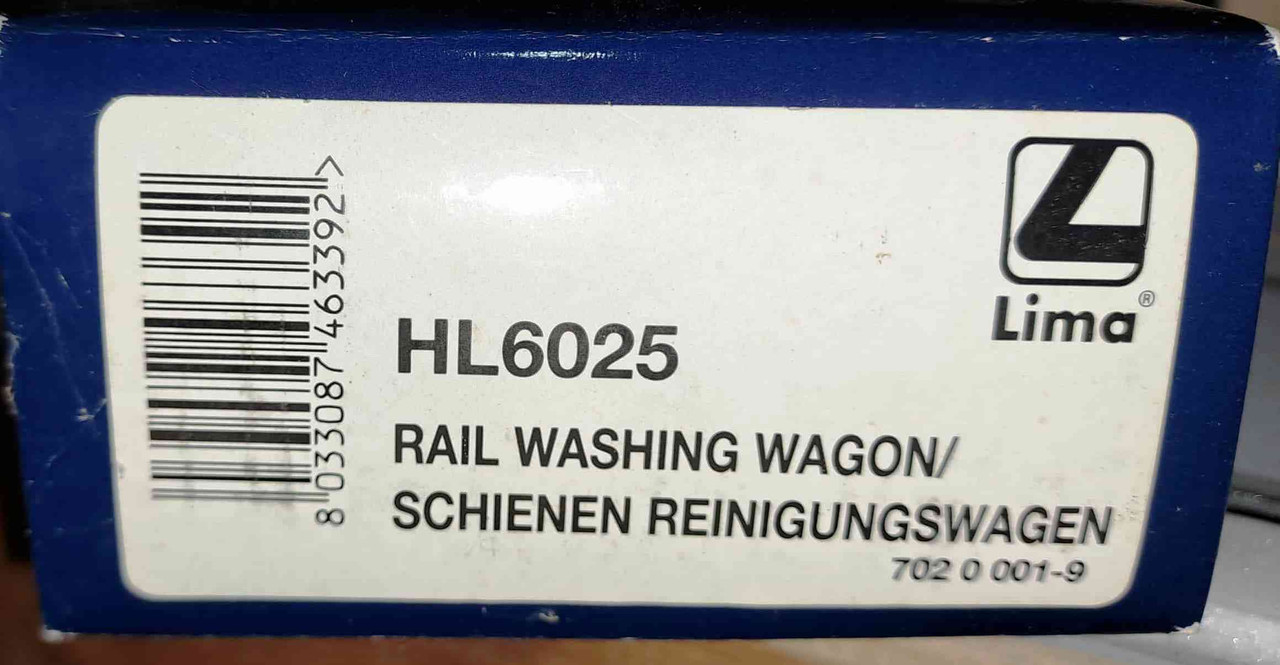 8 033087 463392 >
Lima®
HL6025
RAIL WASHING WAGON/
SCHIENEN REINIGUNGSWAGEN
702 0 001-9